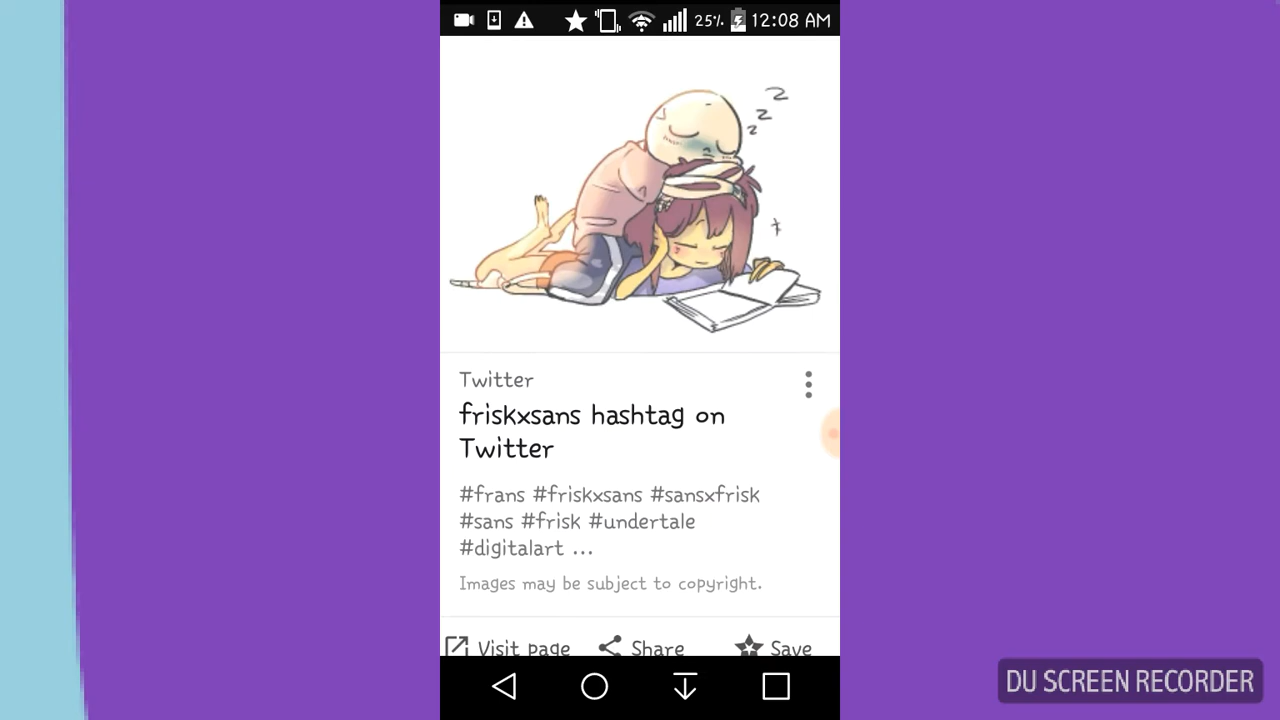 25% 12:08 AM
z
z
z
Twitter
friskxsans hashtag on
Twitter
#frans #friskxsans #sansxfrisk
#sans #frisk #undertale
#digitalart ...
Images may be subject to copyright.
Visit page Share Save
DU SCREEN RECORDER